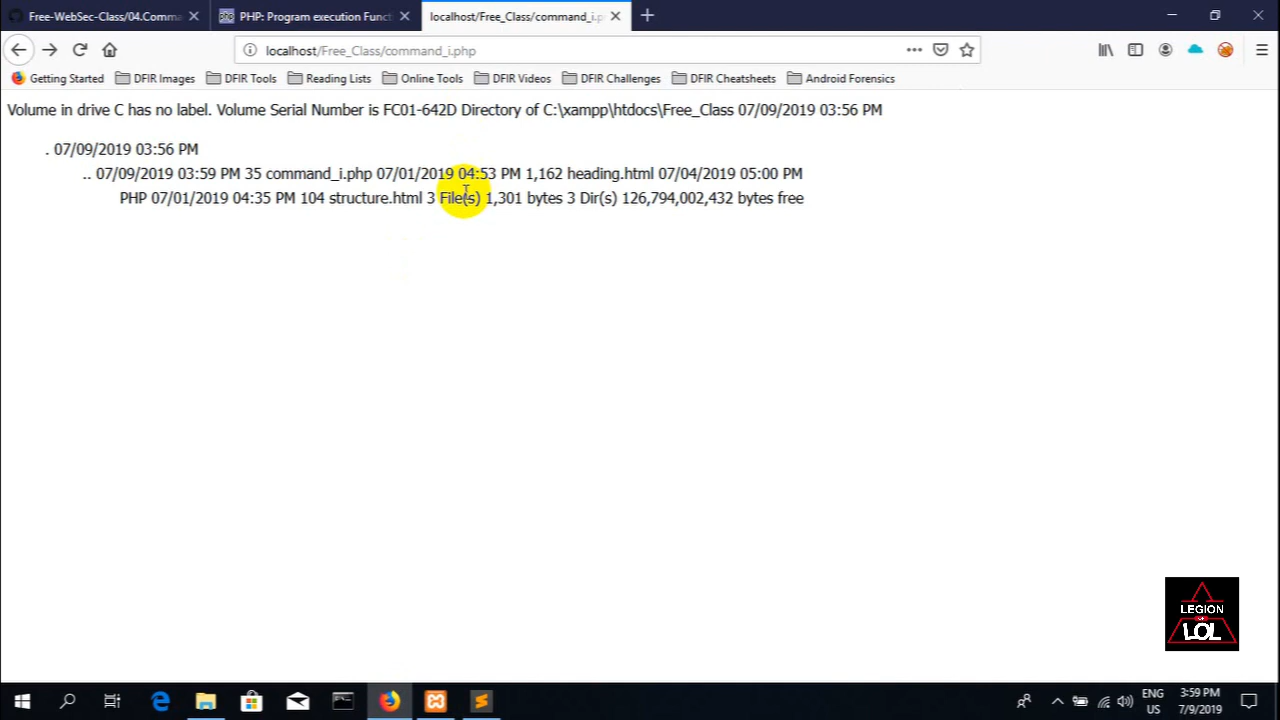 Free-WebSec-Class/04.Comma
PHP: Program execution Funct
localhost/Free_Class/command_i.p
localhost/Free_Class/command_i.php
Getting Started
DFIR Images
DFIR Tools
Reading Lists
Online Tools
DFIR Videos
DFIR Challenges
DFIR Cheatsheets
Android Forensics
Volume in drive C has no label. Volume Serial Number is FC01-642D Directory of C:\xampp\htdocs\Free_Class 07/09/2019 03:56 PM
. 07/09/2019 03:56 PM
.. 07/09/2019 03:59 PM 35 command_i.php 07/01/2019 04:53 PM 1,162 heading.html 07/04/2019 05:00 PM
PHP 07/01/2019 04:35 PM 104 structure.html 3 File(s) 1,301 bytes 3 Dir(s) 126,794,002,432 bytes free
LEGION
LOL
ENG
US
3:59 PM
7/9/2019